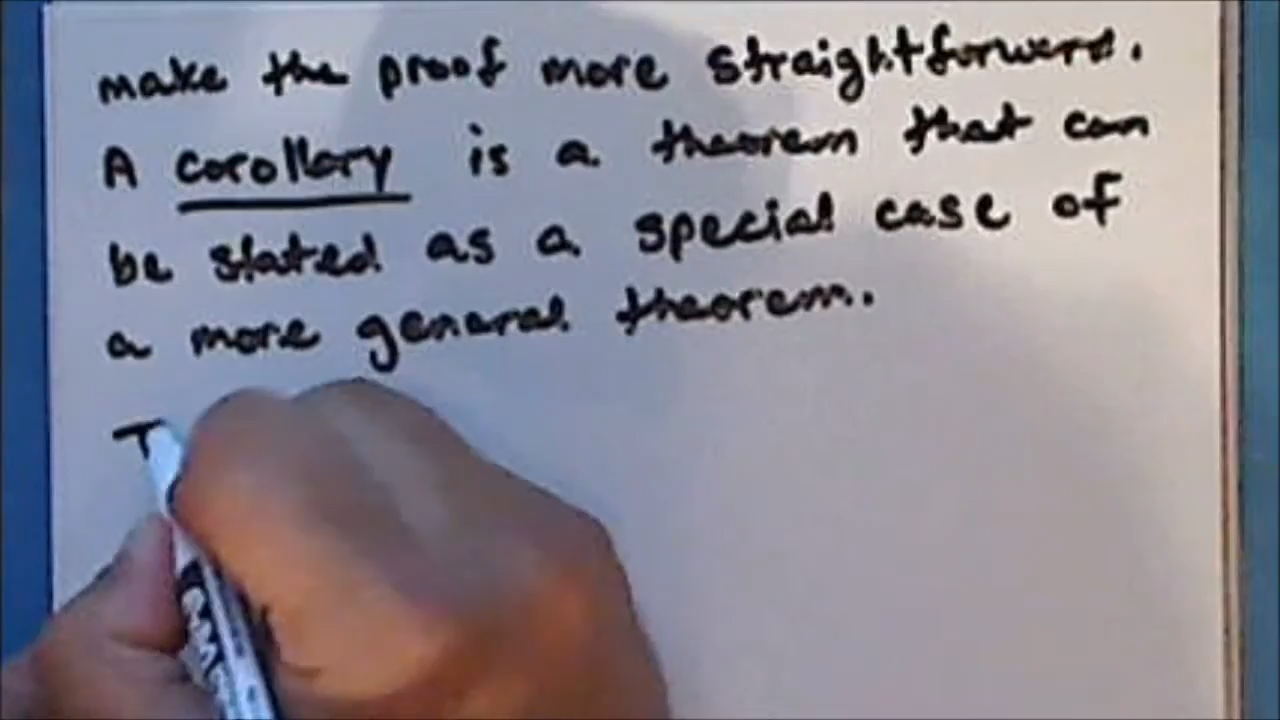 make the proof more straightforward.
A corollary is a theorem that can
be stated as a special case of
a more general theorem.
T